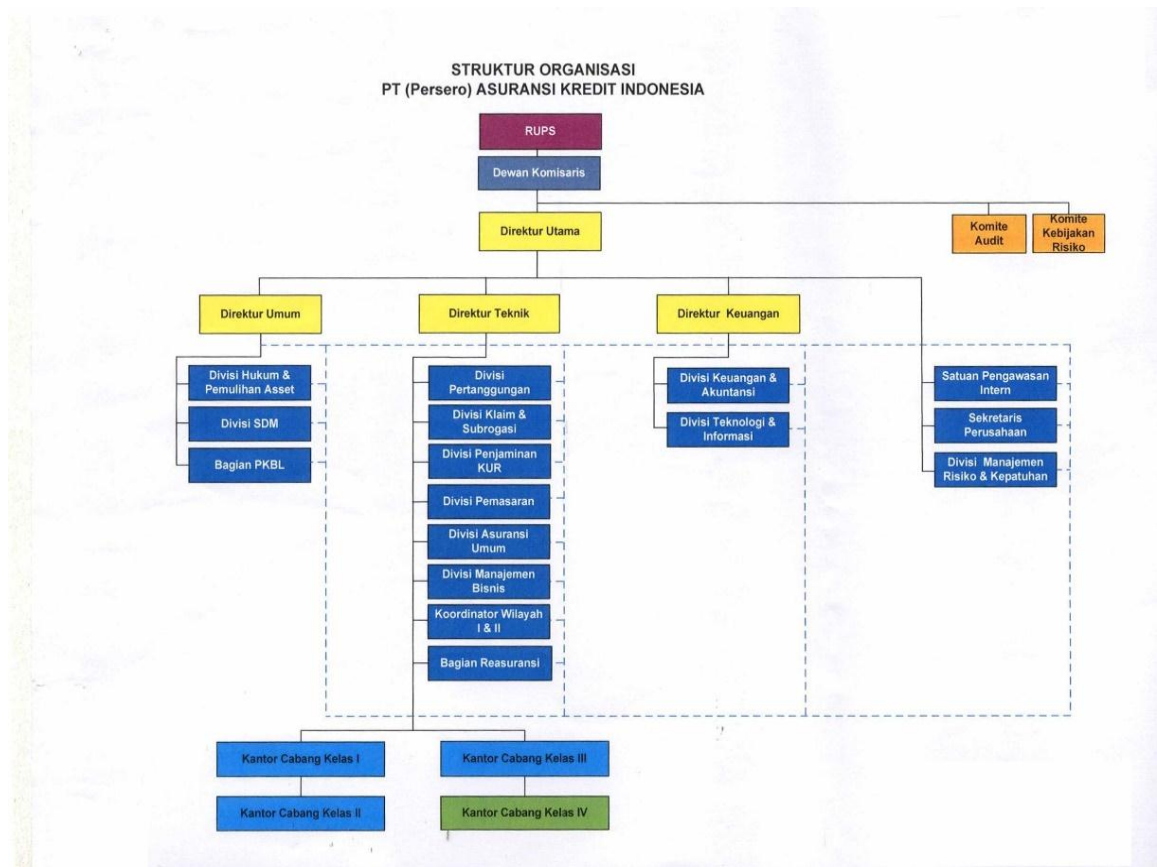 STRUKTUR ORGANISASI
PT (Persero) ASURANSI KREDIT INDONESIA
RUPS
Dewan Komisaris
Direktur Utama
Komite
Audit
Komite
Kebijakan
Risiko
Direktur Umum
Direktur Teknik
Direktur Keuangan
Divisi Hukum &
Pemulihan Asset
Divisi SDM
Bagian PKBL
Divisi
Pertanggungan
Divisi Klaim &
Subrogasi
Divisi Penjaminan
KUR
Divisi Pemasaran
Divisi Asuransi
Umum
Divisi Manajemen
Bisnis
Koordinator Wilayah
I & II
Bagian Reasuransi
Divisi Keuangan &
Akuntansi
Divisi Teknologi &
Informasi
Satuan Pengawasan
Intern
Sekretaris
Perusahaan
Divisi Manajemen
Risiko & Kepatuhan
Kantor Cabang Kelas I
Kantor Cabang Kelas III
Kantor Cabang Kelas II
Kantor Cabang Kelas IV